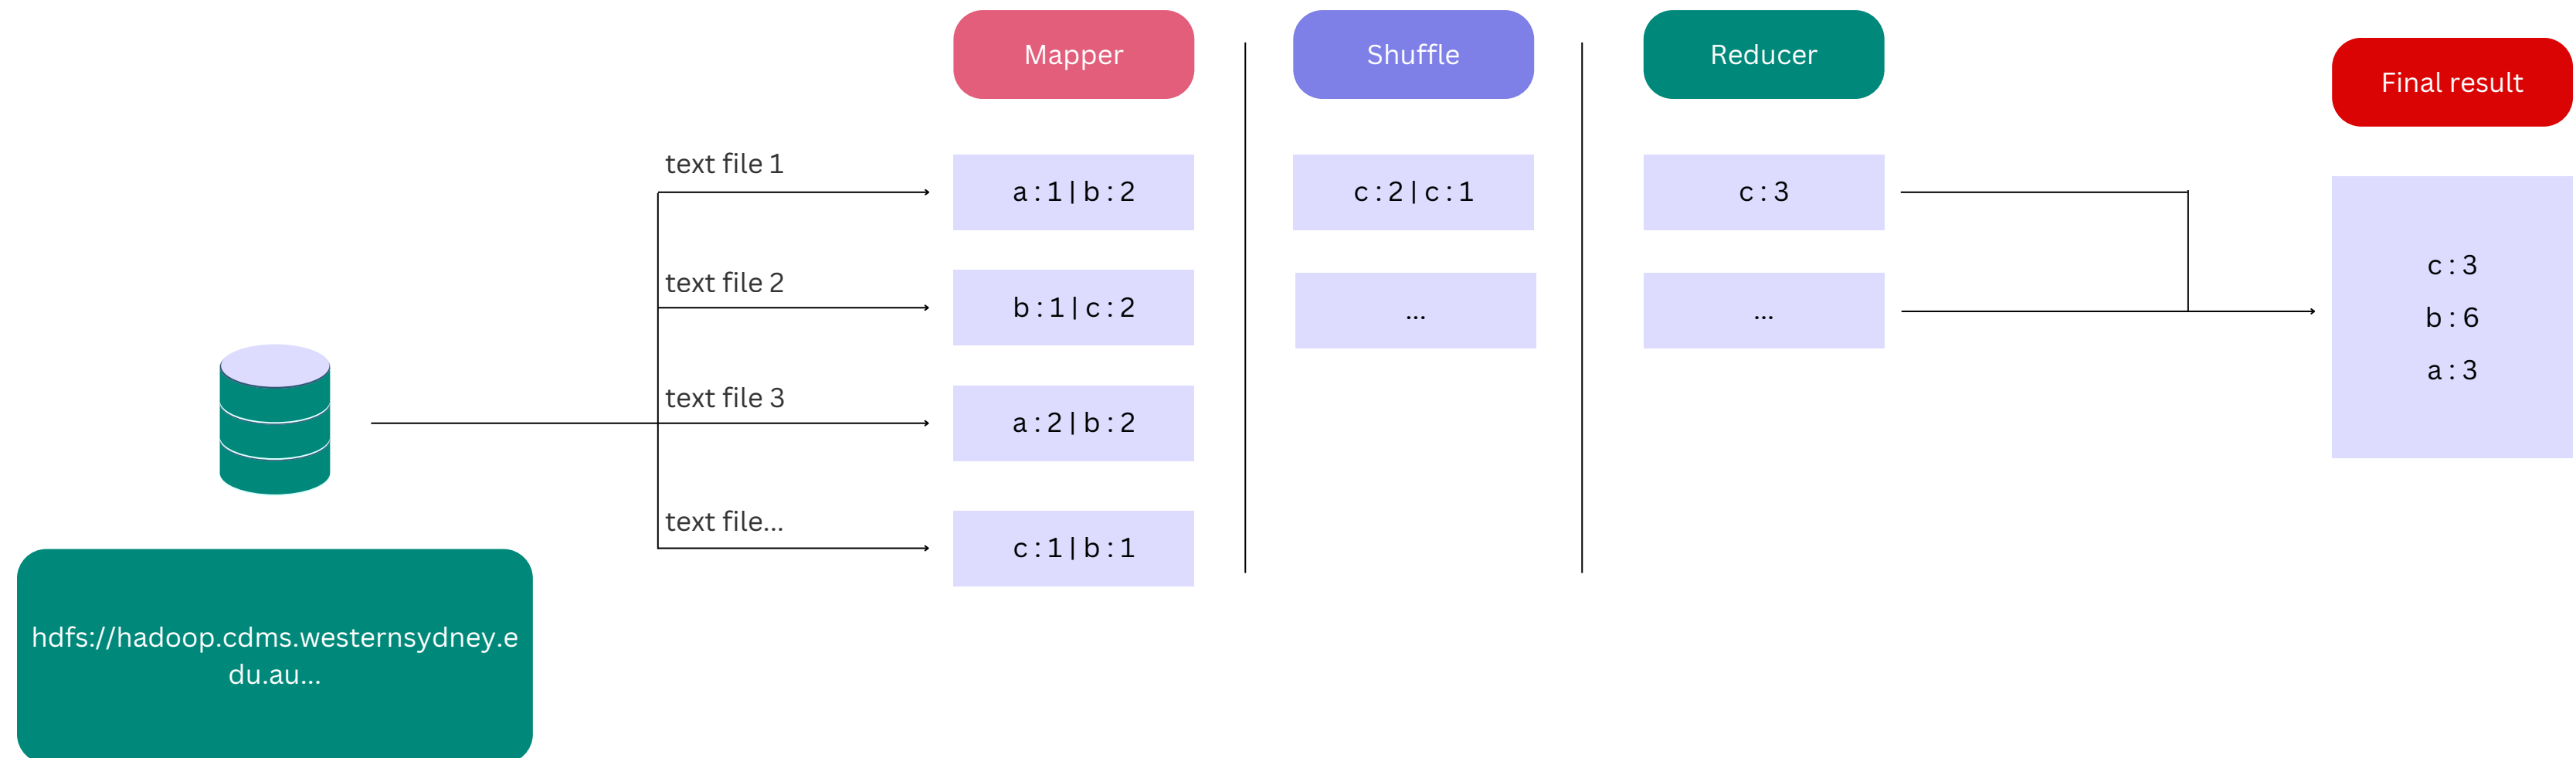 Mapper
Shuffle
Reducer
Final result
text file 1
a : 1 | b : 2
c : 2 | c : 1
c : 3
text file 2
b : 1 | c : 2
...
...
text file 3
a : 2 | b : 2
text file...
c : 1 | b : 1
c : 3
b : 6
a : 3
hdfs://hadoop.cdms.westernsydney.e
du.au...